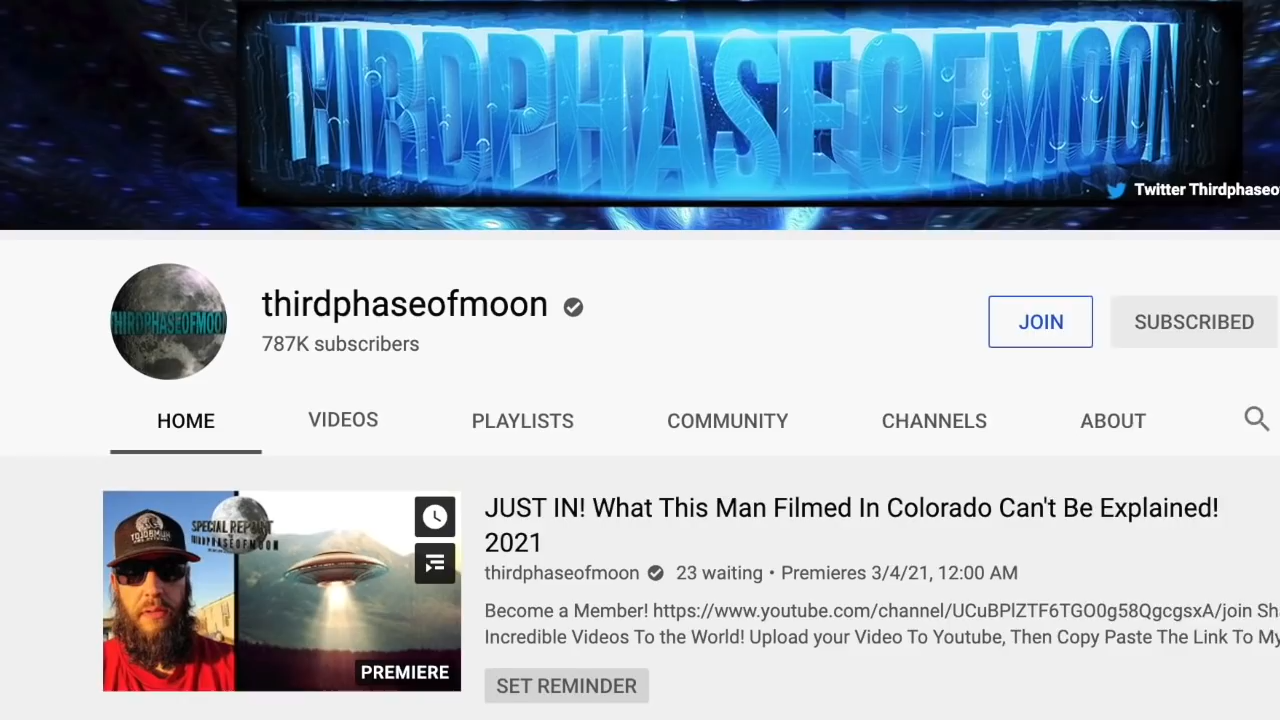 THIRDPHASEOFMOON
Twitter Thirdphaseo
THIRDPHASEOFMOO
thirdphaseofmoon
787K subscribers
JOIN
SUBSCRIBED
HOME
VIDEOS
PLAYLISTS
COMMUNITY
CHANNELS
ABOUT
SPECIAL REPORT
THIRDPHASEOFMOON
PREMIERE
JUST IN! What This Man Filmed In Colorado Can't Be Explained!
2021
thirdphaseofmoon 23 waiting • Premieres 3/4/21, 12:00 AM
Become a Member! https://www.youtube.com/channel/UCuBPlZTF6TGO0g58QgcgsxA/join Sh
Incredible Videos To the World! Upload your Video To Youtube, Then Copy Paste The Link To My
SET REMINDER